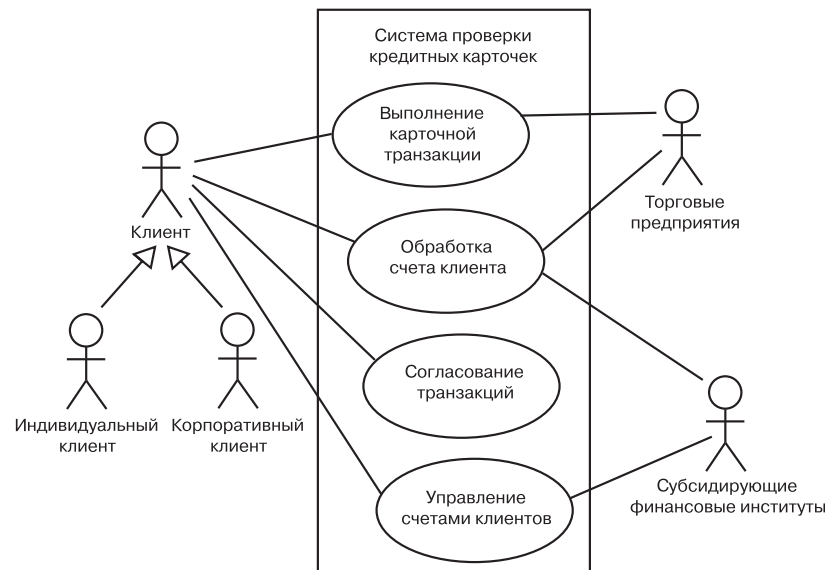 Система проверки
кредитных карточек
Выполнение
карточной
транзакции
Клиент
Торговые
предприятия
Обработка
счета клиента
Согласование
транзакций
Индивидуальный
клиент
Корпоративный
клиент
Управление
счетами клиентов
Субсидирующие
финансовые институты